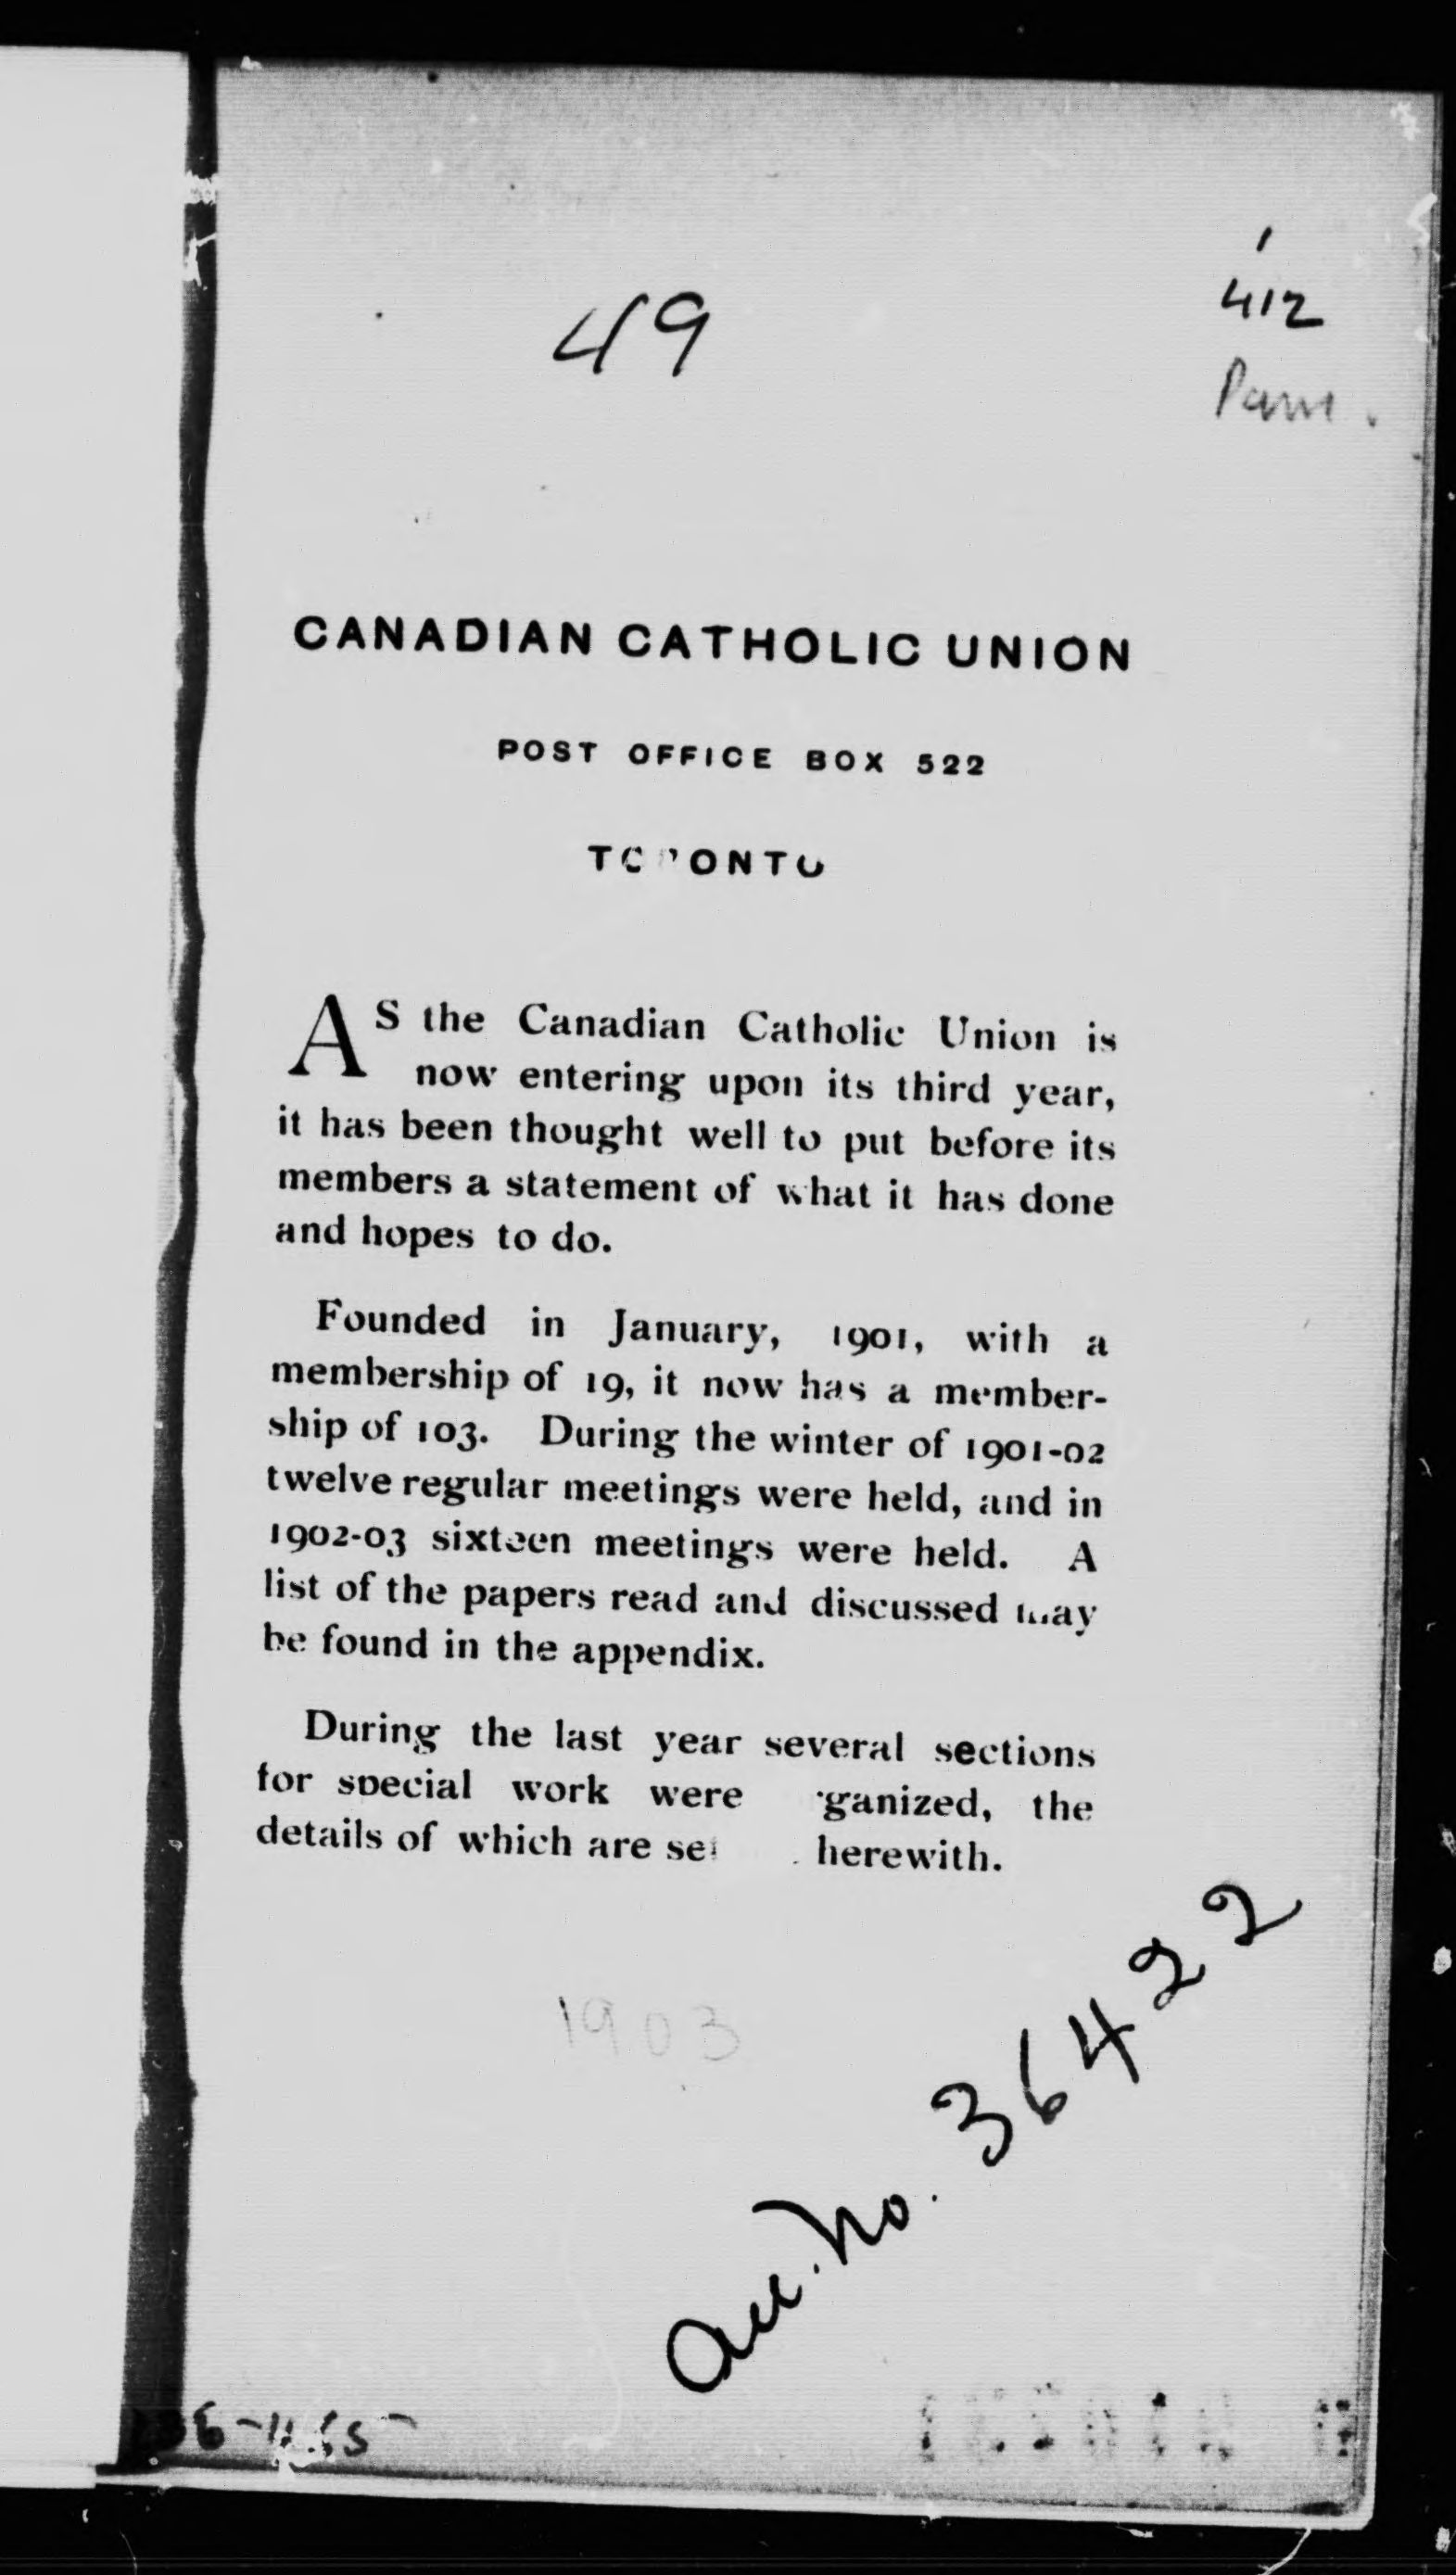 49
412
Pam.
CANADIAN CATHOLIC UNION
POST OFFICE BOX 522
TORONTO
AS the Canadian Catholic Union is
now entering upon its third year,
it has been thought well to put before its
members a statement of what it has done
and hopes to do.
Founded in January, 1901, with a
membership of 19, it now has a member-
ship of 103. During the winter of 1901-02
twelve regular meetings were held, and in
1902-03 sixteen meetings were held. A
list of the papers read and discussed may
be found in the appendix.
During the last year several sections
for special work were ganized, the
details of which are herewith.
1903
acc. no. 36422